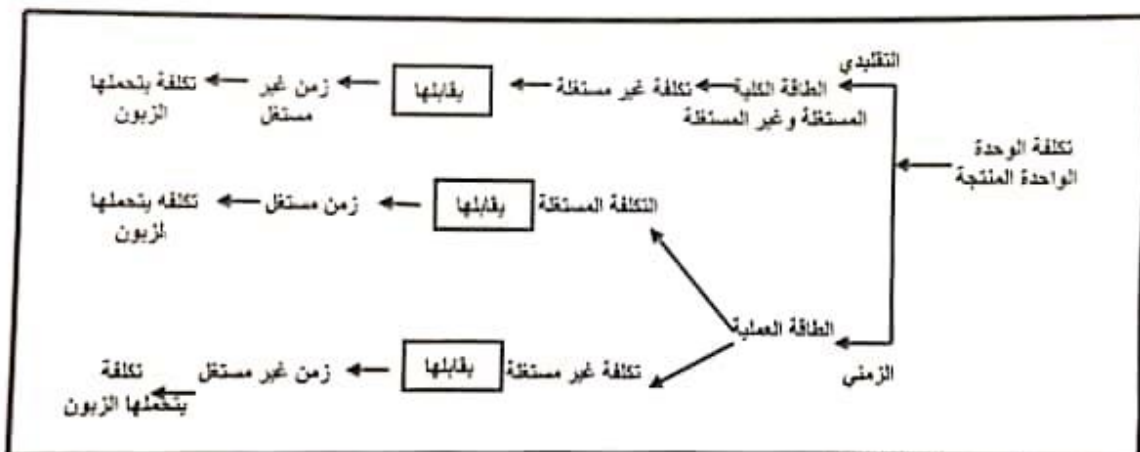 التقليدي
تكلفة الوحدة
الواحدة المنتجة
الطاقة الكلية
المستغلة وغير المستغلة
تكلفة غير مستغلة
يقابلها
زمن غير
مستغل
تكلفة يتحملها
الزبون
التكلفة المستغلة
يقابلها
زمن مستغل
تكلفه يتحملها
لزبون
الطاقة العملية
الزمني
تكلفة غير مستغلة
يقابلها
زمن غير مستغل
تكلفة
يتحملها الزبون